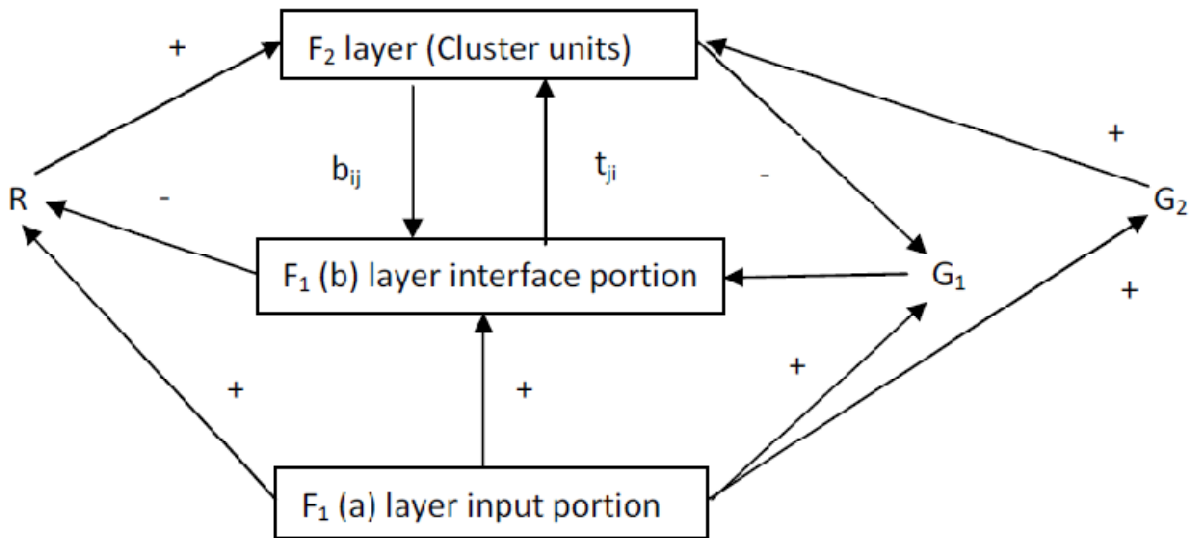 F₂ layer (Cluster units)
+
+
bᵢⱼ
tⱼᵢ
-
-
R
G₂
F₁ (b) layer interface portion
G₁
+
+
+
+
F₁ (a) layer input portion